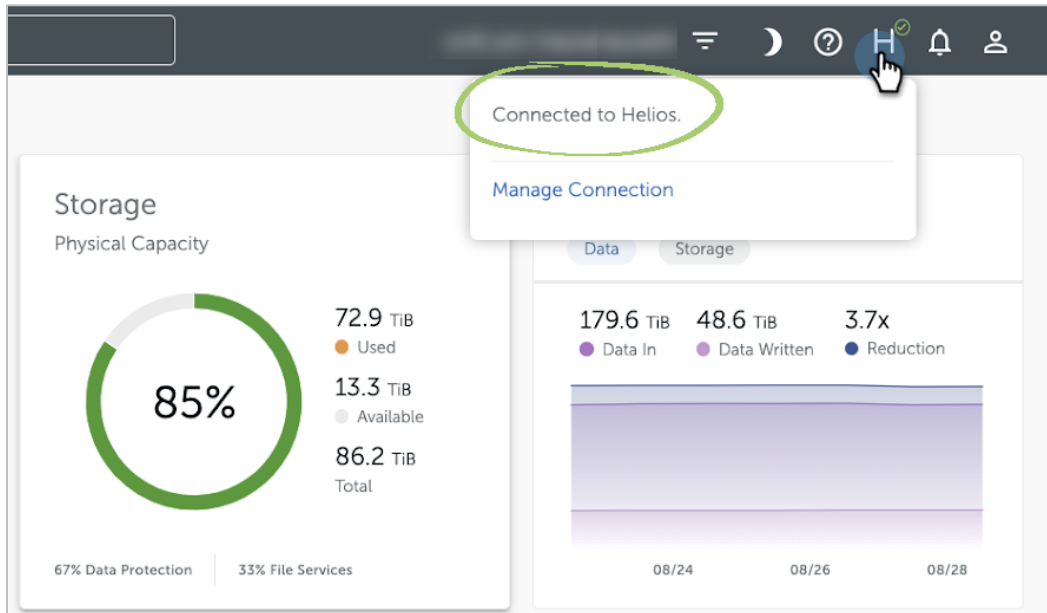 H
Connected to Helios.
Manage Connection
Storage
Physical Capacity
85%
72.9 TiB
Used
13.3 TiB
Available
86.2 TiB
Total
67% Data Protection
33% File Services
Data
Storage
179.6 TiB
Data In
48.6 TiB
Data Written
3.7x
Reduction
08/24
08/26
08/28